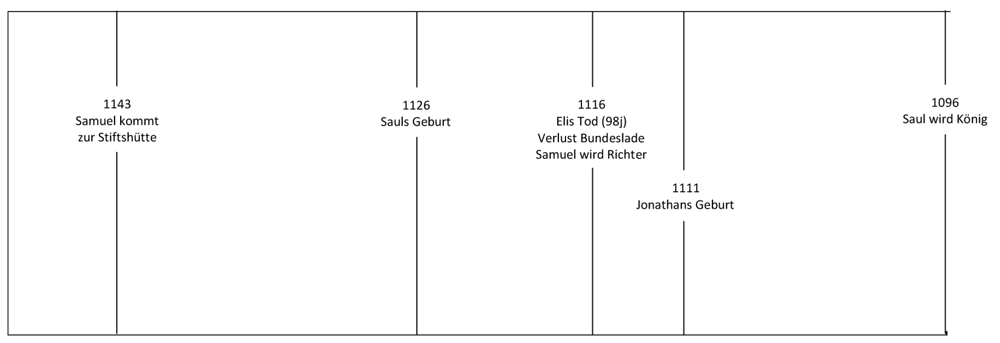 1143
Samuel kommt
zur Stiftshütte
1126
Sauls Geburt
1116
Elis Tod (98j)
Verlust Bundeslade
Samuel wird Richter
1111
Jonathans Geburt
1096
Saul wird König